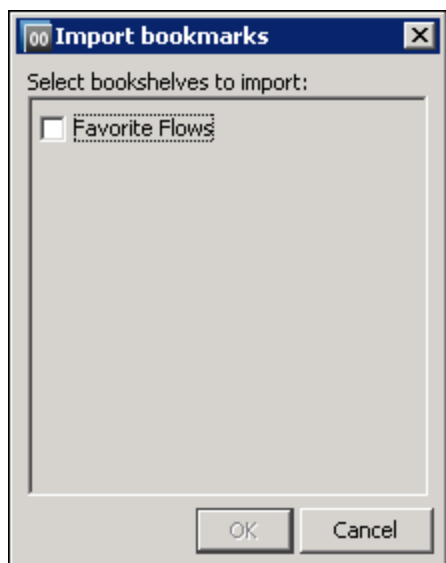 00 Import bookmarks
Select bookshelves to import:
Favorite Flows
OK Cancel